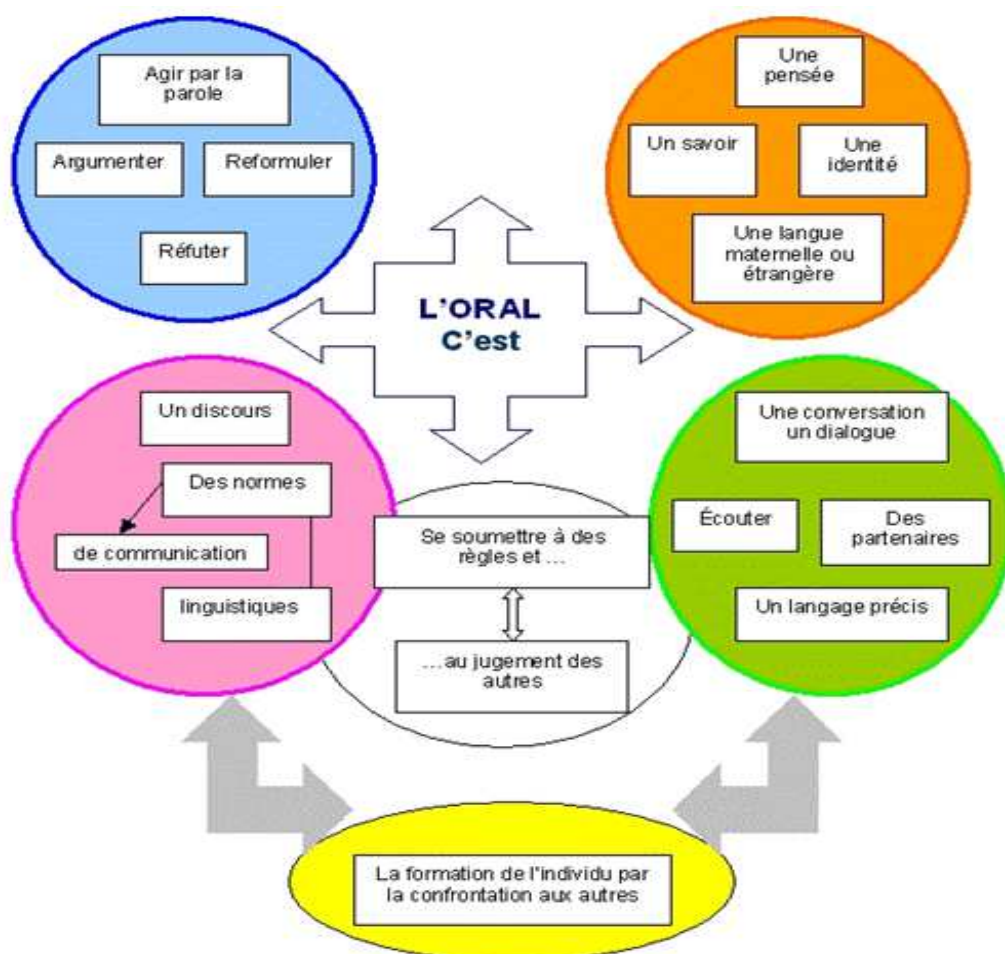 Agir par la
parole
Argumenter
Reformuler
Réfuter
Une
pensée
Un savoir
Une
identité
Une langue
maternelle ou
étrangère
L'ORAL
C'est
Un discours
Des normes
de communication
linguistiques
Se soumettre à des
règles et ...
...au jugement des
autres
Une conversation
un dialogue
Écouter
Des
partenaires
Un langage précis
La formation de l'individu par
la confrontation aux autres